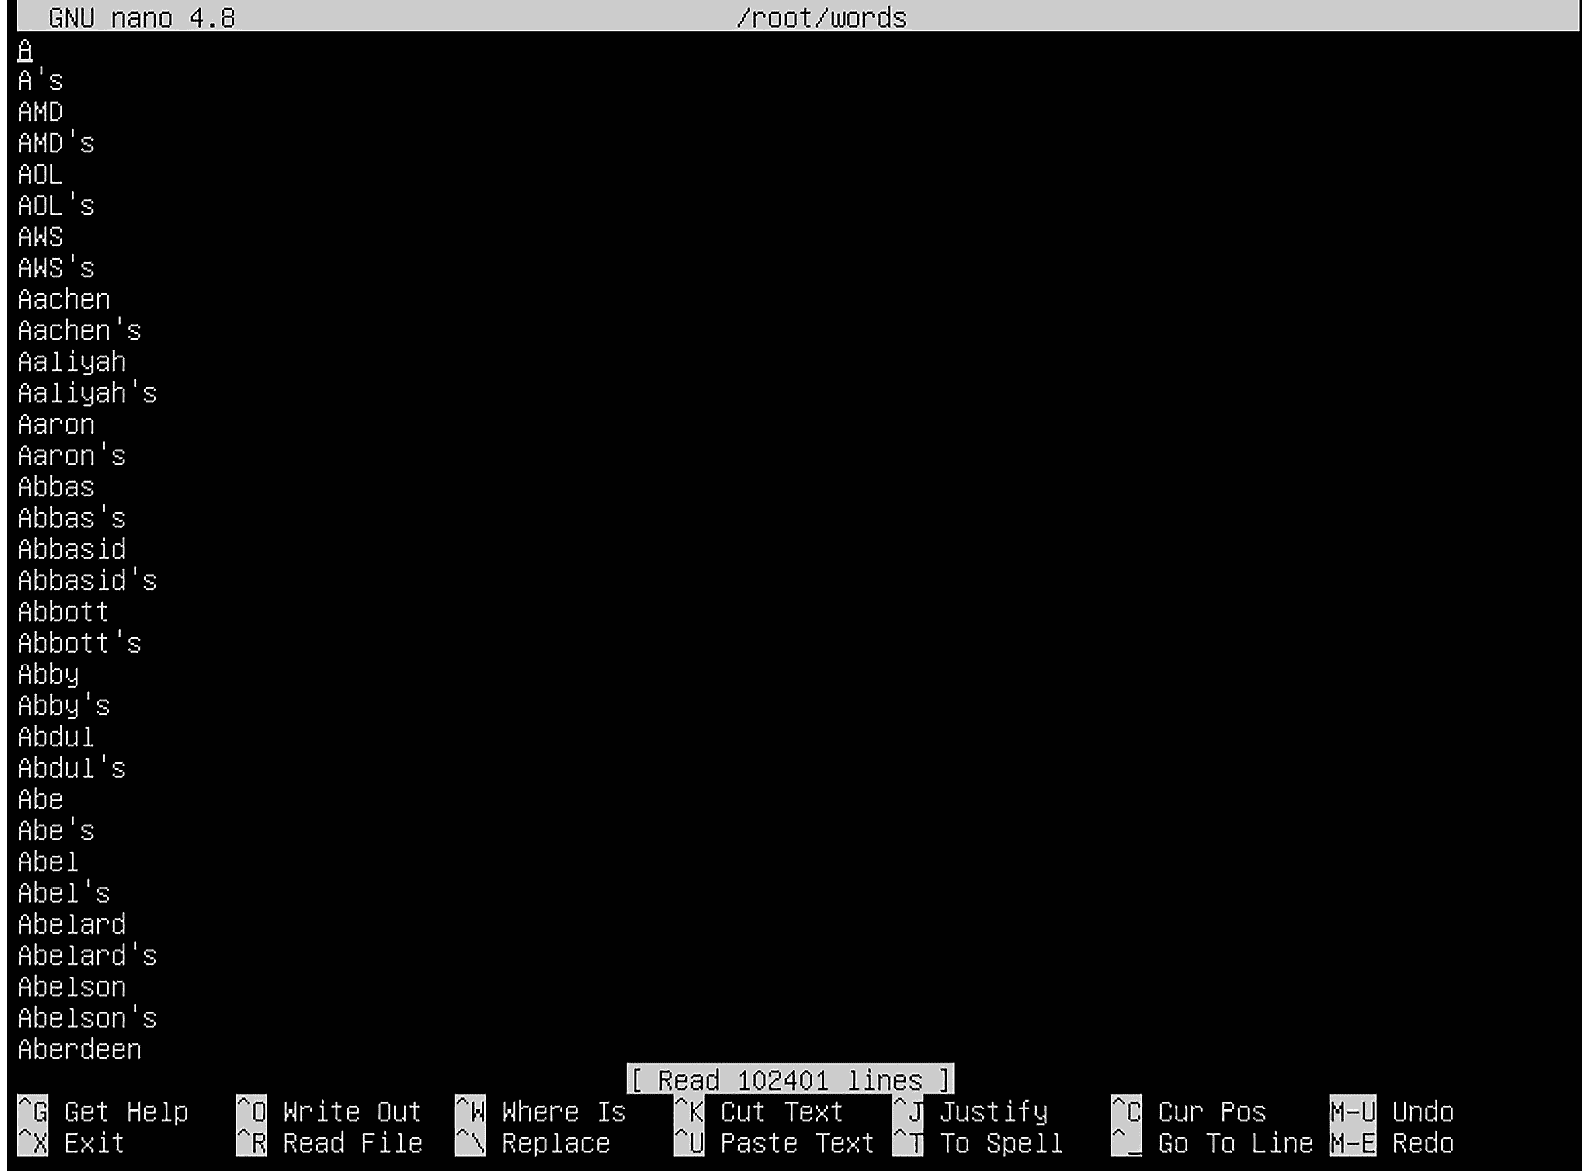 GNU nano 4.8 /root/words
A
A's
AMD
AMD's
AOL
AOL's
AWS
AWS's
Aachen
Aachen's
Aaliyah
Aaliyah's
Aaron
Aaron's
Abbas
Abbas's
Abbasid
Abbasid's
Abbott
Abbott's
Abby
Abby's
Abdul
Abdul's
Abe
Abe's
Abel
Abel's
Abelard
Abelard's
Abelson
Abelson's
Aberdeen
[ Read 102401 lines ]
^G Get Help ^O Write Out ^W Where Is ^K Cut Text ^J Justify ^C Cur Pos M-U Undo
^X Exit ^R Read File ^\ Replace ^U Paste Text ^T To Spell ^_ Go To Line M-E Redo